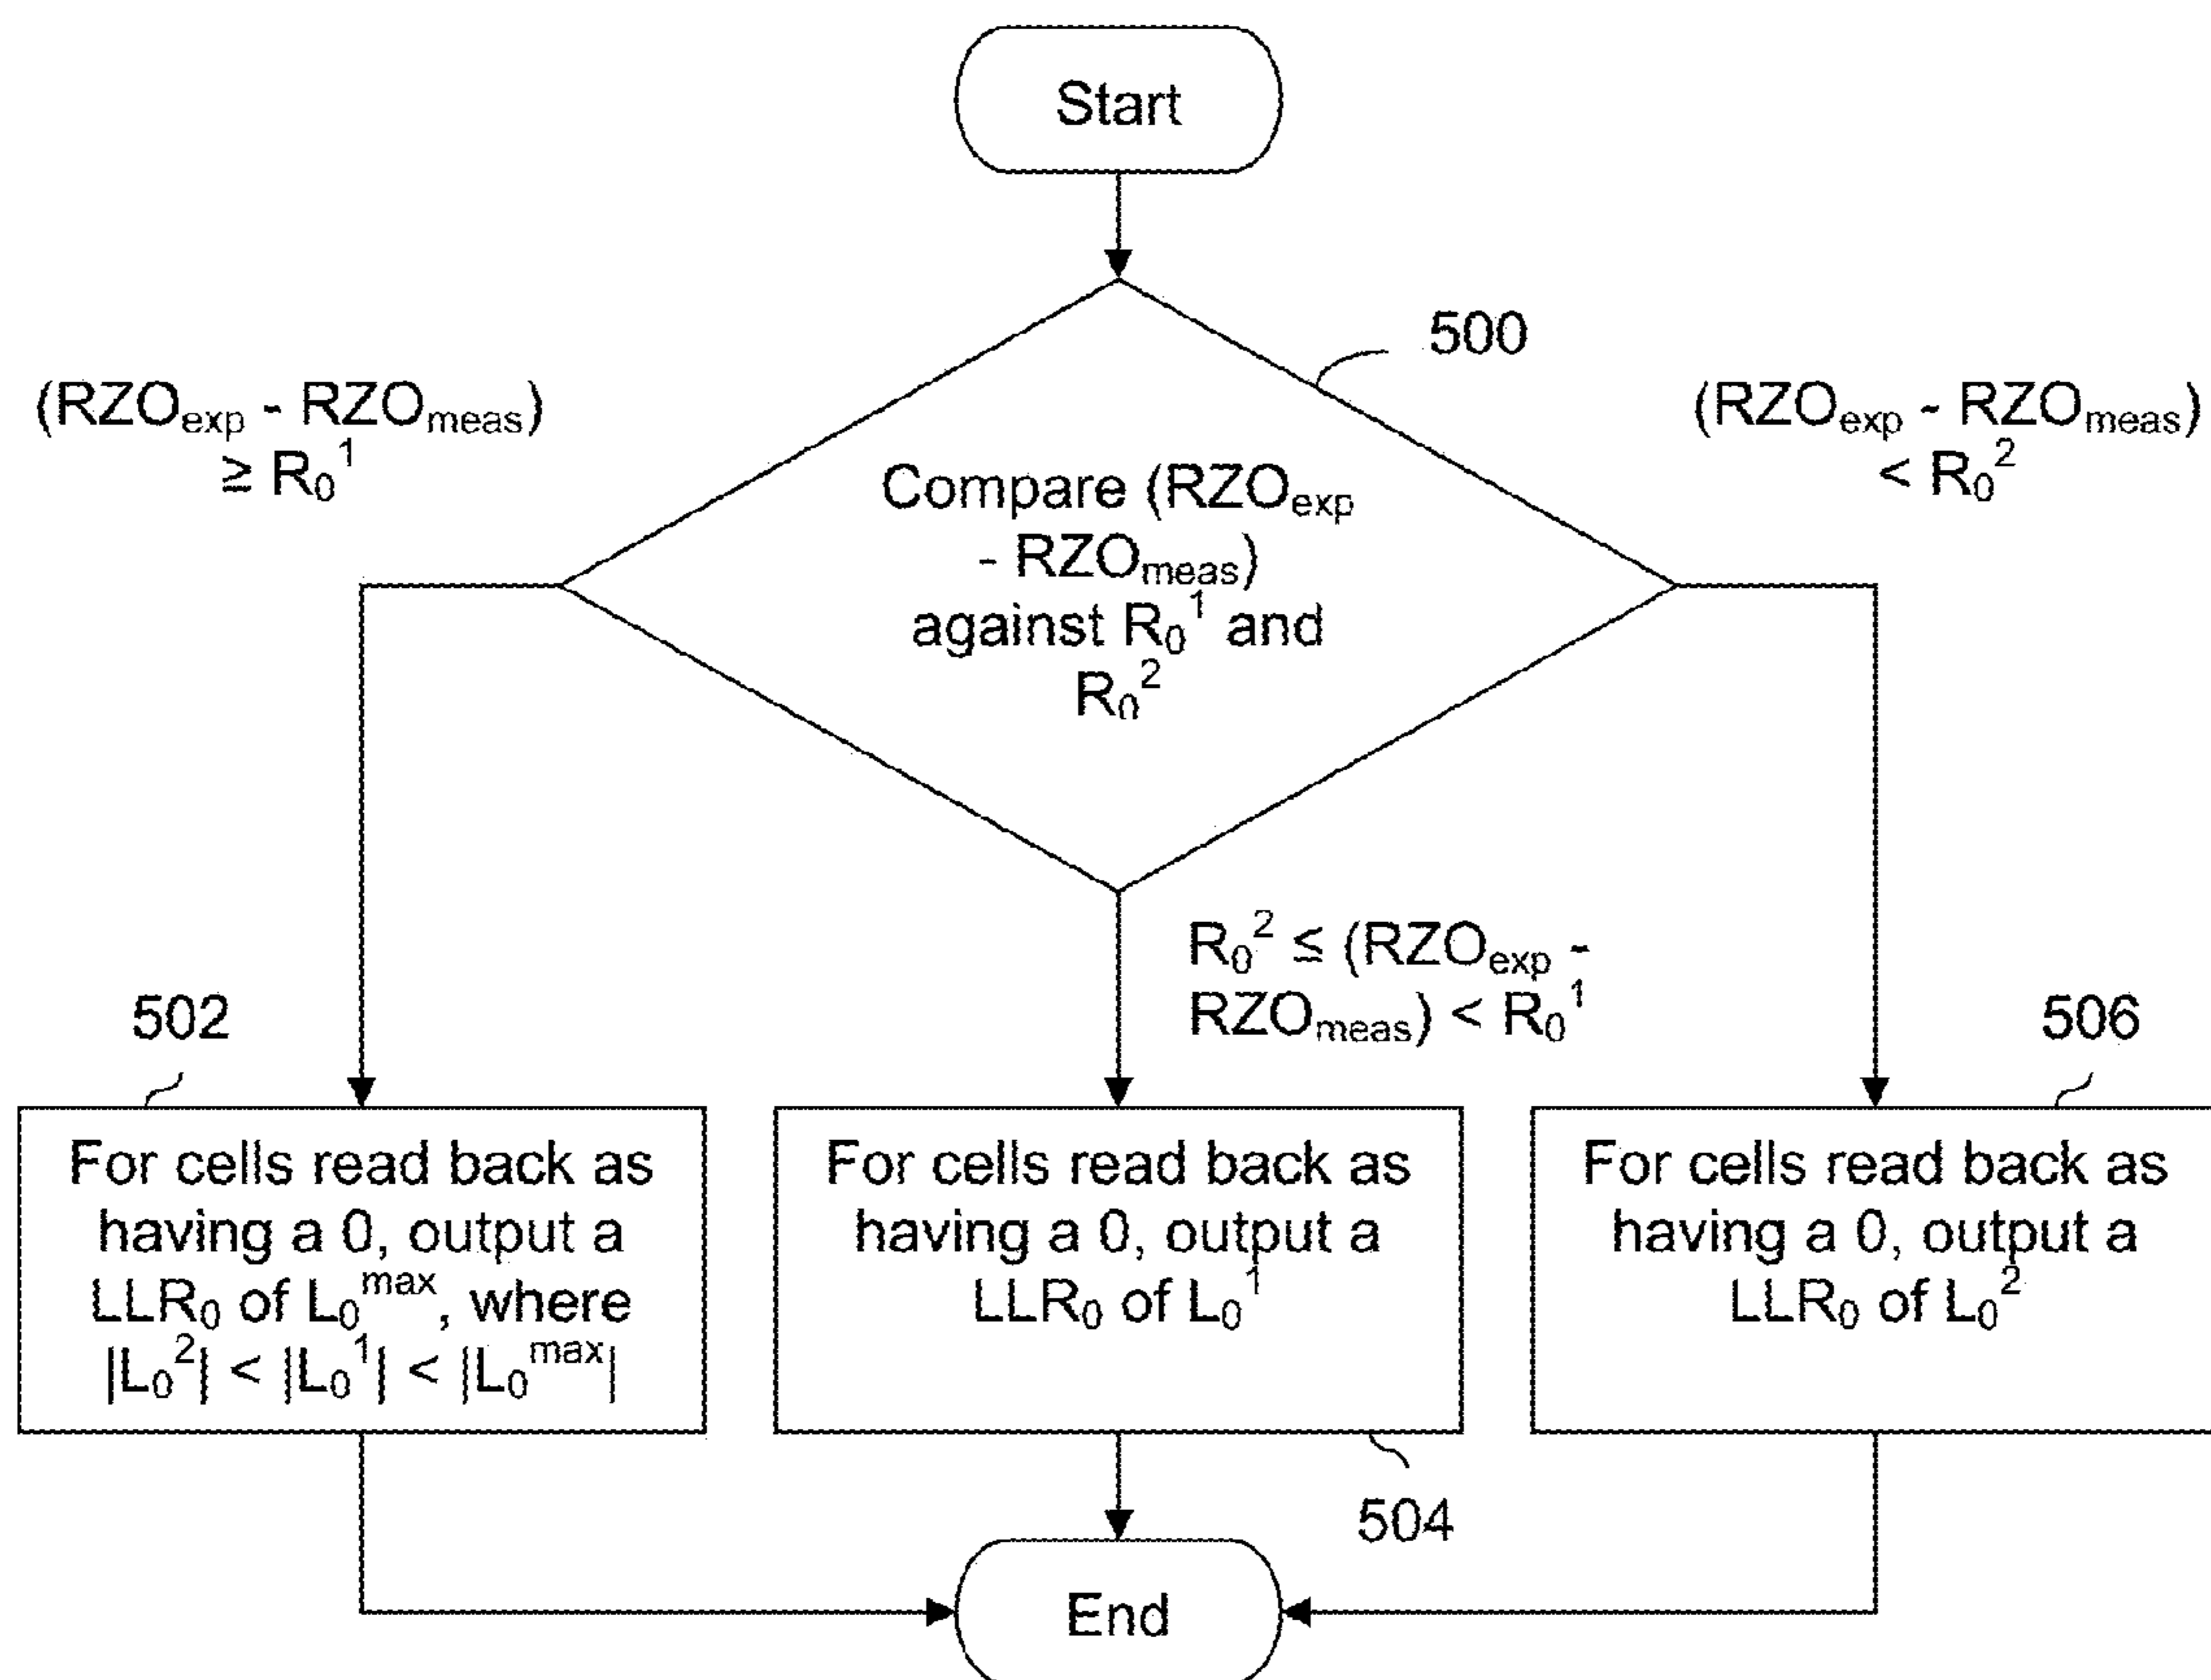 Start
500
(RZOexp - RZOmeas)
≥ R₀¹
(RZOexp - RZOmeas)
< R₀²
Compare (RZOexp
- RZOmeas)
against R₀¹ and
R₀²
R₀² ≤ (RZOexp -
RZOmeas) < R₀¹
502
For cells read back as
having a 0, output a
LLR₀ of L₀ᵐᵃˣ, where
|L₀²| < |L₀¹| < |L₀ᵐᵃˣ|
For cells read back as
having a 0, output a
LLR₀ of L₀¹
504
506
For cells read back as
having a 0, output a
LLR₀ of L₀²
End